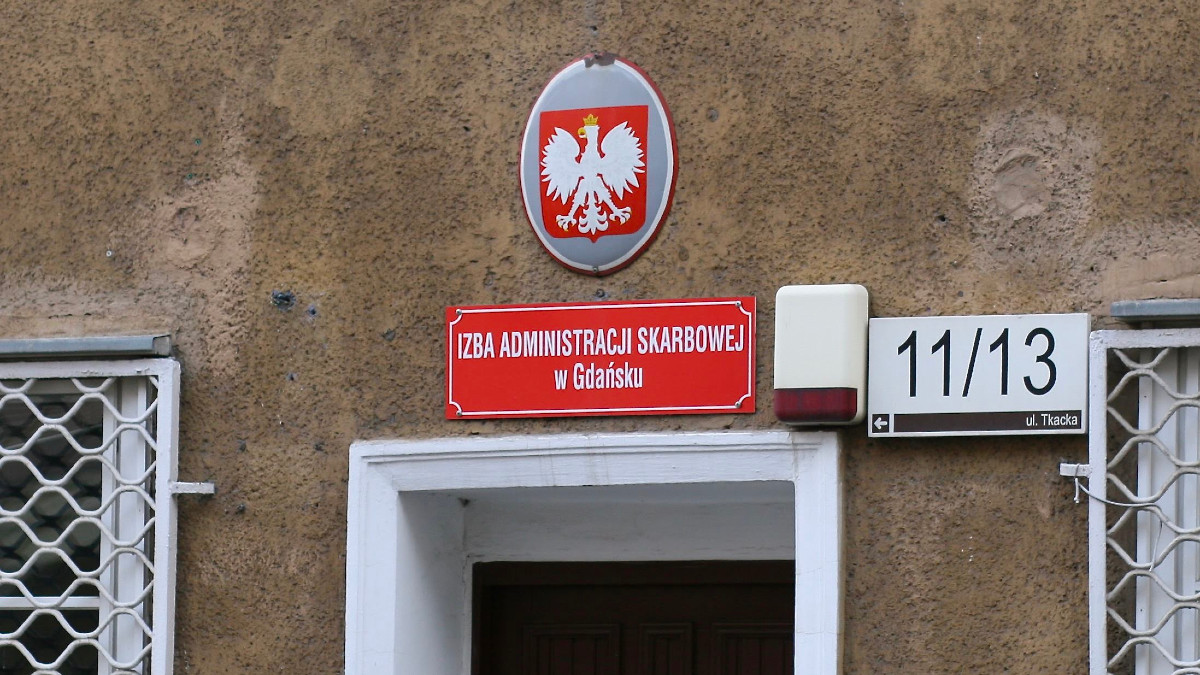 IZBA ADMINISTRACJI SKARBOWEJ
w Gdańsku
11/13
ul. Tkacka